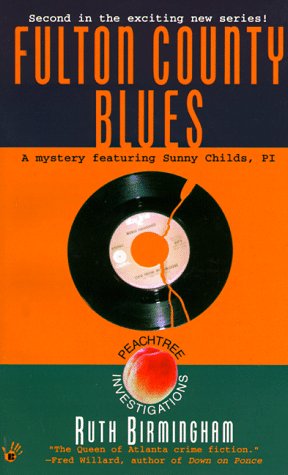 Second in the exciting new series!
FULTON COUNTY
BLUES
A mystery featuring Sunny Childs, PI
PEACHTREE
INVESTIGATIONS
RUTH BIRMINGHAM
"The Queen of Atlanta crime fiction."
—Fred Willard, author of Down on Ponce